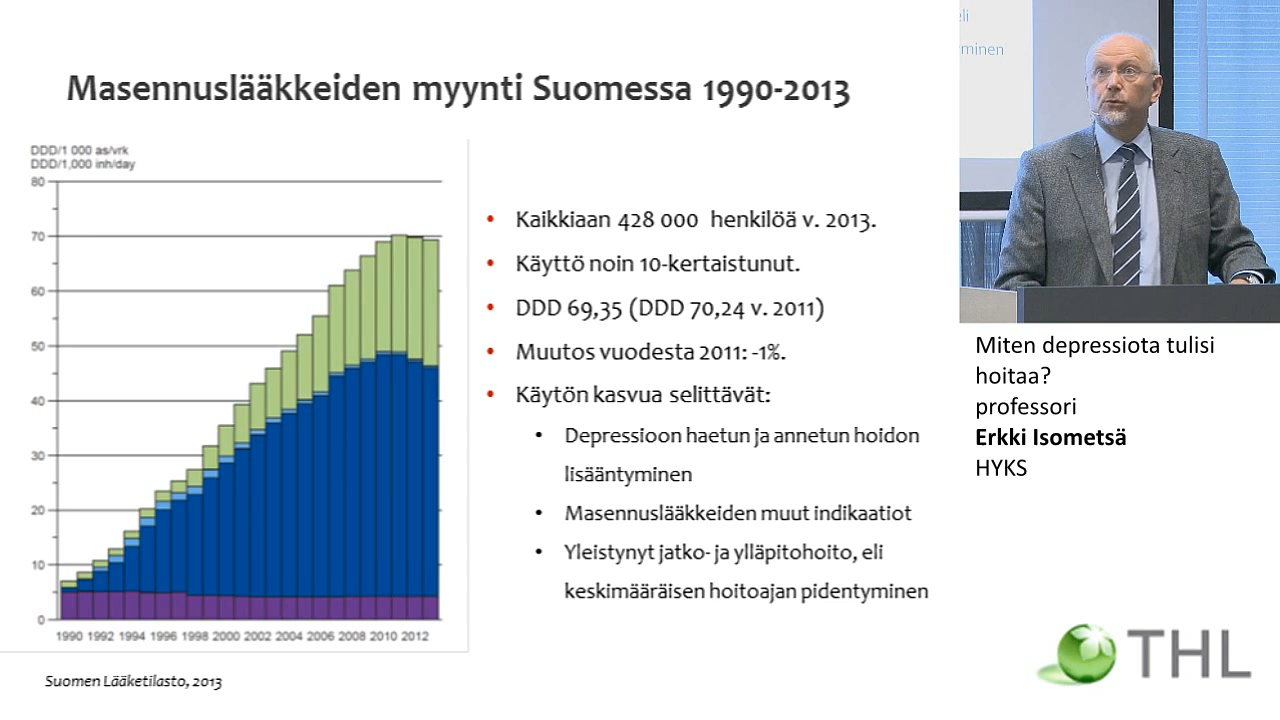 Masennuslääkkeiden myynti Suomessa 1990-2013
DDD/1 000 as/vrk
DDD/1,000 inh/day
80
70
60
50
40
30
20
10
0
1990 1992 1994 1996 1998 2000 2002 2004 2006 2008 2010 2012
Suomen Lääketilasto, 2013
• Kaikkiaan 428 000 henkilöä v. 2013.
• Käyttö noin 10-kertaistunut.
• DDD 69,35 (DDD 70,24 v. 2011)
• Muutos vuodesta 2011: -1%.
• Käytön kasvua selittävät:
• Depressioon haetun ja annetun hoidon
lisääntyminen
• Masennuslääkkeiden muut indikaatiot
• Yleistynyt jatko- ja ylläpitohoito, eli
keskimääräisen hoitoajan pidentyminen
eli
minen
Miten depressiota tulisi
hoitaa?
professori
Erkki Isometsä
HYKS
THL